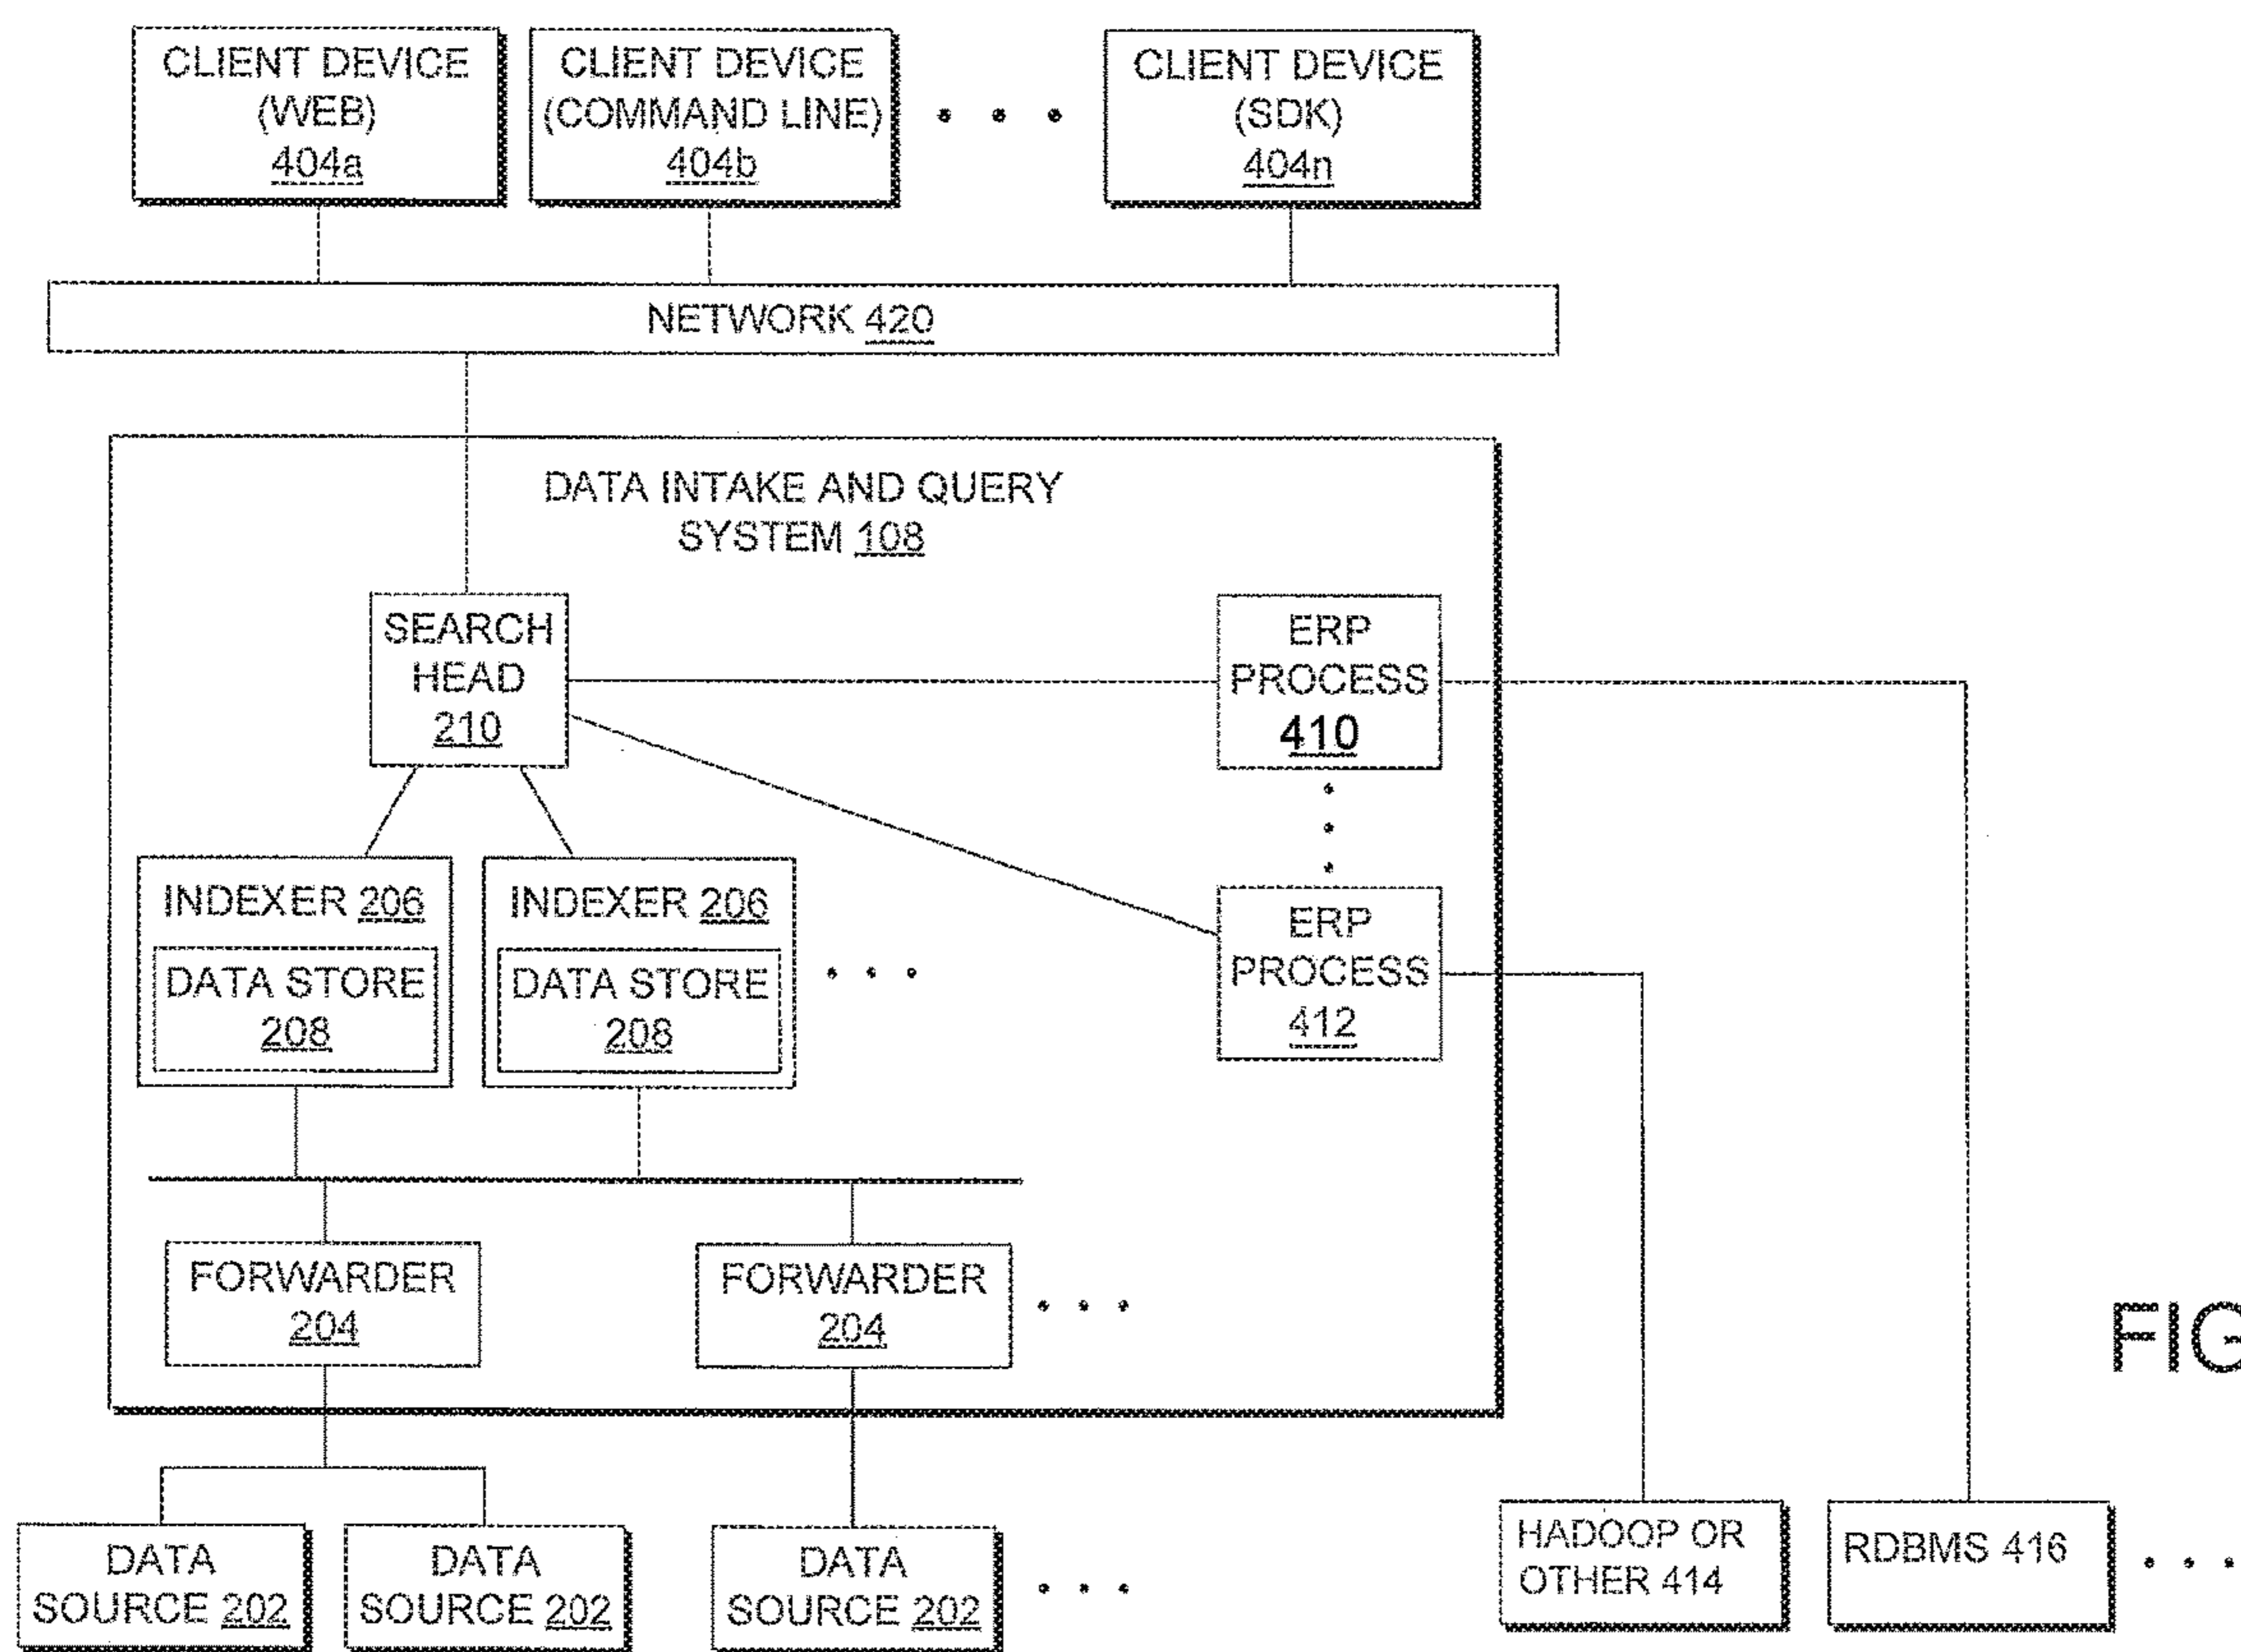 CLIENT DEVICE
(WEB)
404a
CLIENT DEVICE
(COMMAND LINE)
404b
CLIENT DEVICE
(SDK)
404n
NETWORK 420
DATA INTAKE AND QUERY
SYSTEM 108
SEARCH
HEAD
210
ERP
PROCESS
410
INDEXER 206
DATA STORE
208
INDEXER 206
DATA STORE
208
ERP
PROCESS
412
FORWARDER
204
FORWARDER
204
FIG
DATA
SOURCE 202
DATA
SOURCE 202
DATA
SOURCE 202
HADOOP OR
OTHER 414
RDBMS 416